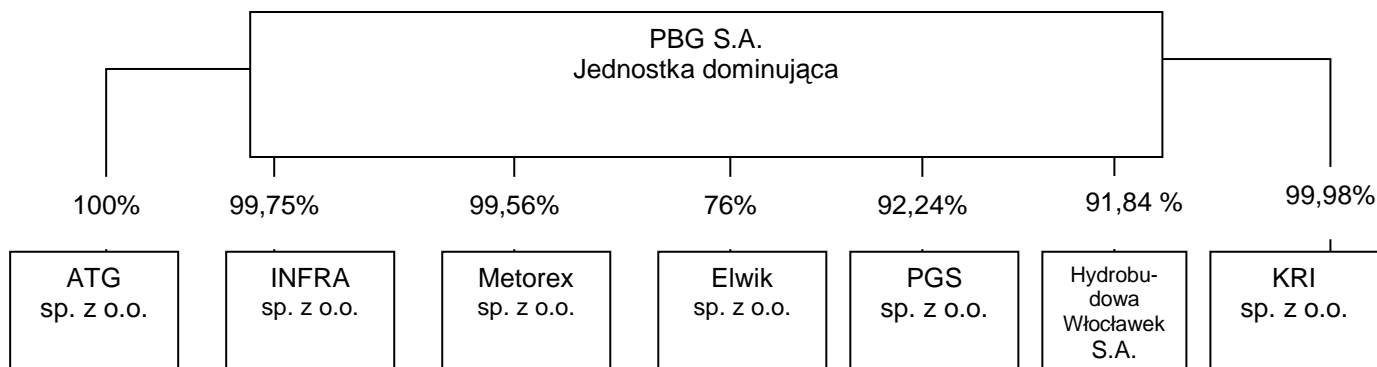 PBG S.A.
Jednostka dominująca
100%
99,75%
99,56%
76%
92,24%
91,84 %
99,98%
ATG
sp. z o.o.
INFRA
sp. z o.o.
Metorex
sp. z o.o.
Elwik
sp. z o.o.
PGS
sp. z o.o.
Hydrobu-
dowa
Włocławek
S.A.
KRI
sp. z o.o.